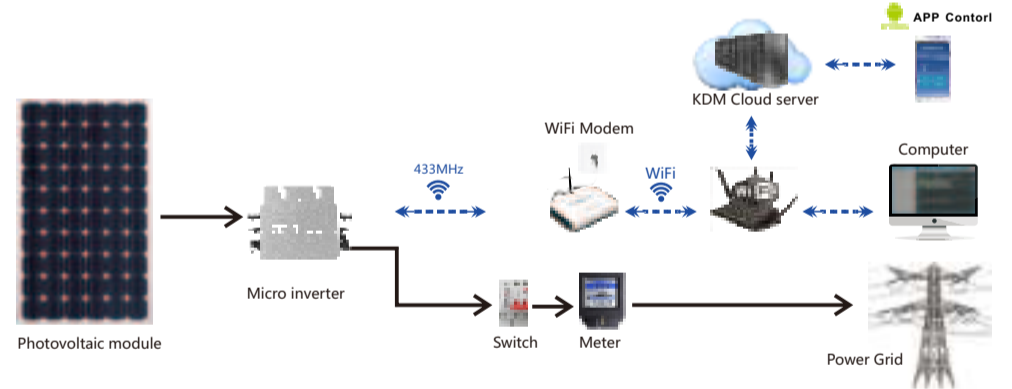 APP Contorl
KDM Cloud server
WiFi Modem
433MHz
WiFi
Computer
Micro inverter
Photovoltaic module
Switch
Meter
Power Grid